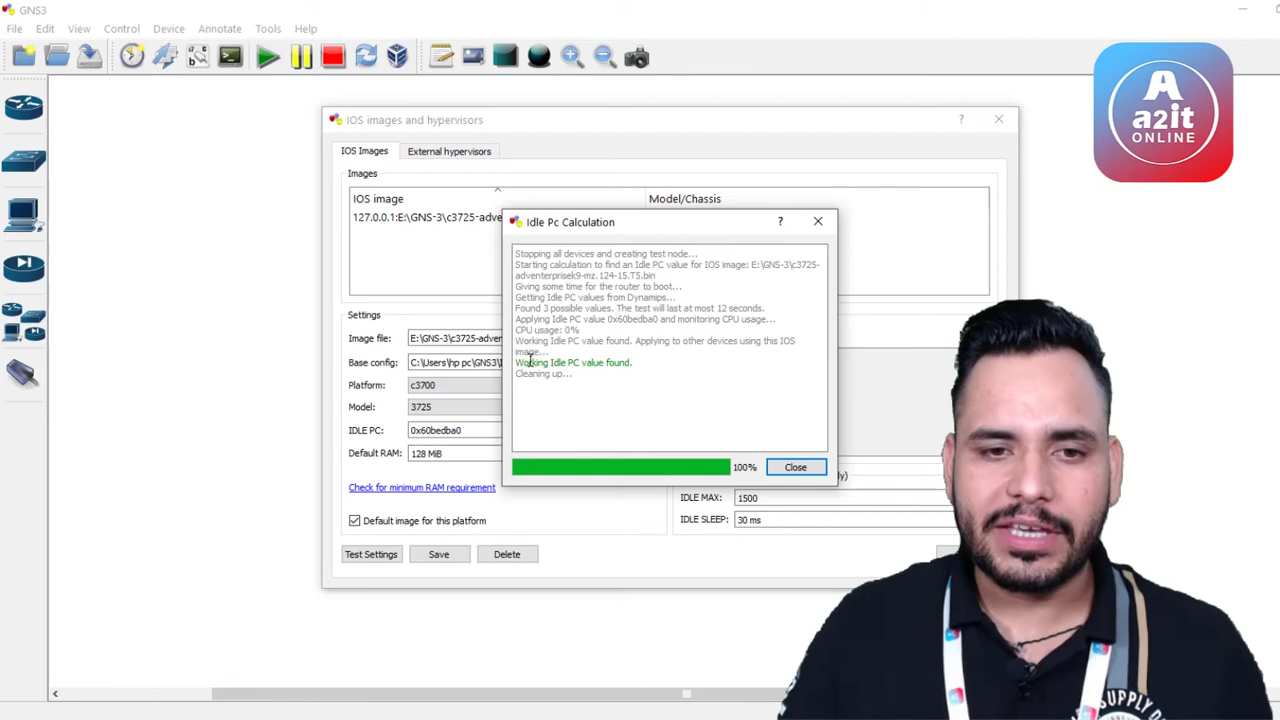 GNS3
File Edit View Control Device Annotate Tools Help
A
a2it
ONLINE
IOS images and hypervisors
?
IOS Images External hypervisors
Images
IOS image Model/Chassis
127.0.0.1:E:\GNS-3\c3725-adve
Idle Pc Calculation
?
Stopping all devices and creating test node...
Starting calculation to find an Idle PC value for IOS image: E:\GNS-3\c3725-
adventerprisek9-mz.124-15.T5.bin
Giving some time for the router to boot...
Getting Idle PC values from Dynamips...
Found 3 possible values. The test will last at most 12 seconds.
Applying Idle PC value 0x60bedba0 and monitoring CPU usage...
CPU usage: 0%
Working Idle PC value found. Applying to other devices using this IOS
image...
Working Idle PC value found.
Cleaning up...
100% Close
Settings
Image file: E:\GNS-3\c3725-adven
Base config: C:\Users\hp pc\GNS3\
Platform: c3700
Model: 3725
IDLE PC: 0x60bedba0
Default RAM: 128 MiB
Check for minimum RAM requirement
Default image for this platform
IDLE MAX: 1500
IDLE SLEEP: 30 ms
Test Settings Save Delete
SUPPLY